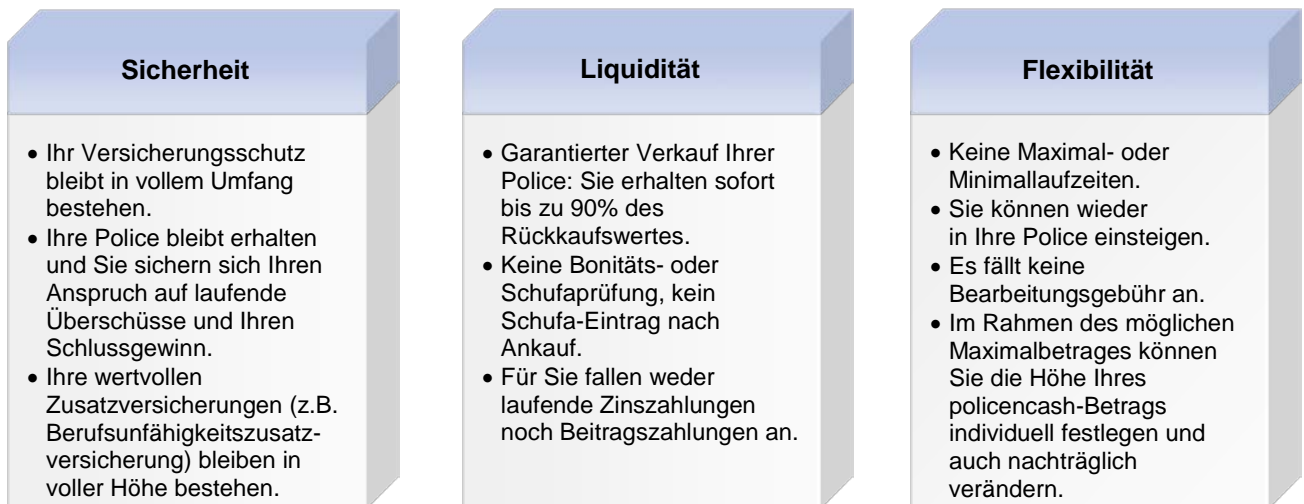 Sicherheit
• Ihr Versicherungsschutz
bleibt in vollem Umfang
bestehen.
• Ihre Police bleibt erhalten
und Sie sichern sich Ihren
Anspruch auf laufende
Überschüsse und Ihren
Schlussgewinn.
• Ihre wertvollen
Zusatzversicherungen (z.B.
Berufsunfähigkeitszusatz-
versicherung) bleiben in
voller Höhe bestehen.
Liquidität
• Garantierter Verkauf Ihrer
Police: Sie erhalten sofort
bis zu 90% des
Rückkaufswertes.
• Keine Bonitäts- oder
Schufaprüfung, kein
Schufa-Eintrag nach
Ankauf.
• Für Sie fallen weder
laufende Zinszahlungen
noch Beitragszahlungen an.
Flexibilität
• Keine Maximal- oder
Minimallaufzeiten.
• Sie können wieder
in Ihre Police einsteigen.
• Es fällt keine
Bearbeitungsgebühr an.
• Im Rahmen des möglichen
Maximalbetrages können
Sie die Höhe Ihres
policencash-Betrags
individuell festlegen und
auch nachträglich
verändern.